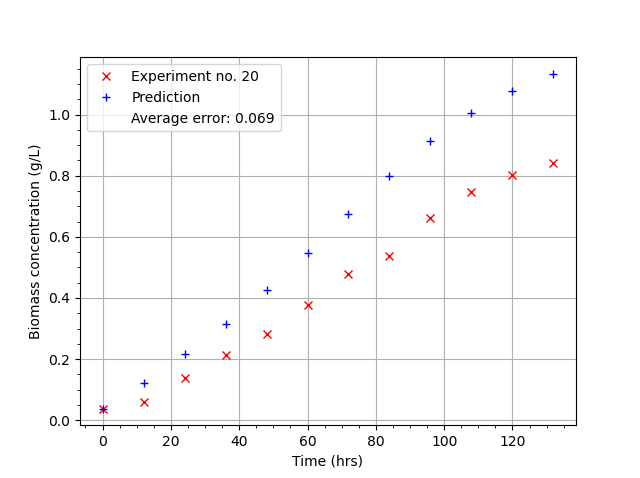 Experiment no. 20
Prediction
Average error: 0.069
Biomass concentration (g/L)
1.0
0.8
0.6
0.4
0.2
0.0
0 20 40 60 80 100 120
Time (hrs)